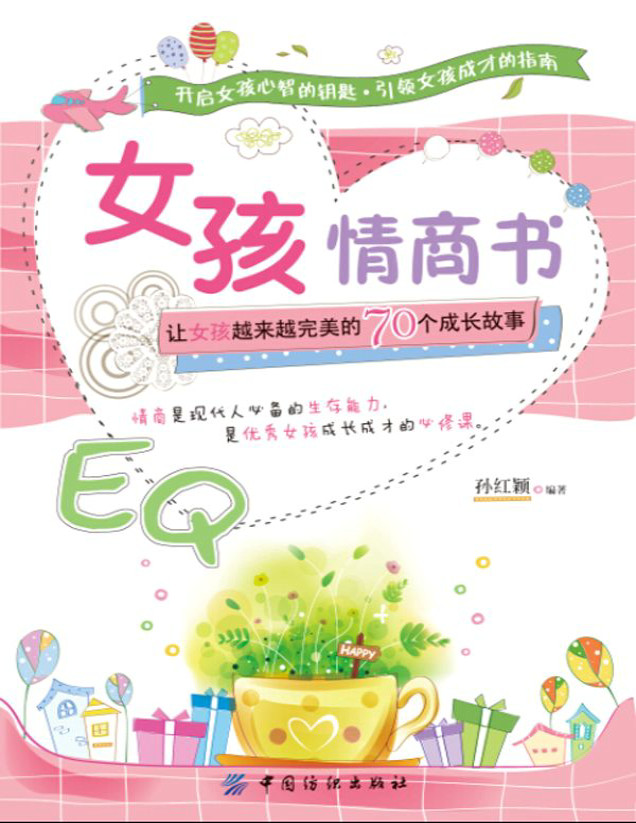 开启女孩心智的钥匙·引领女孩成才的指南
女孩情商书
让女孩越来越完美的70个成长故事
情商是现代人必备的生存能力,
是优秀女孩成长成才的必修课。
EQ
孙红颖 编著
HAPPY
中国纺织出版社